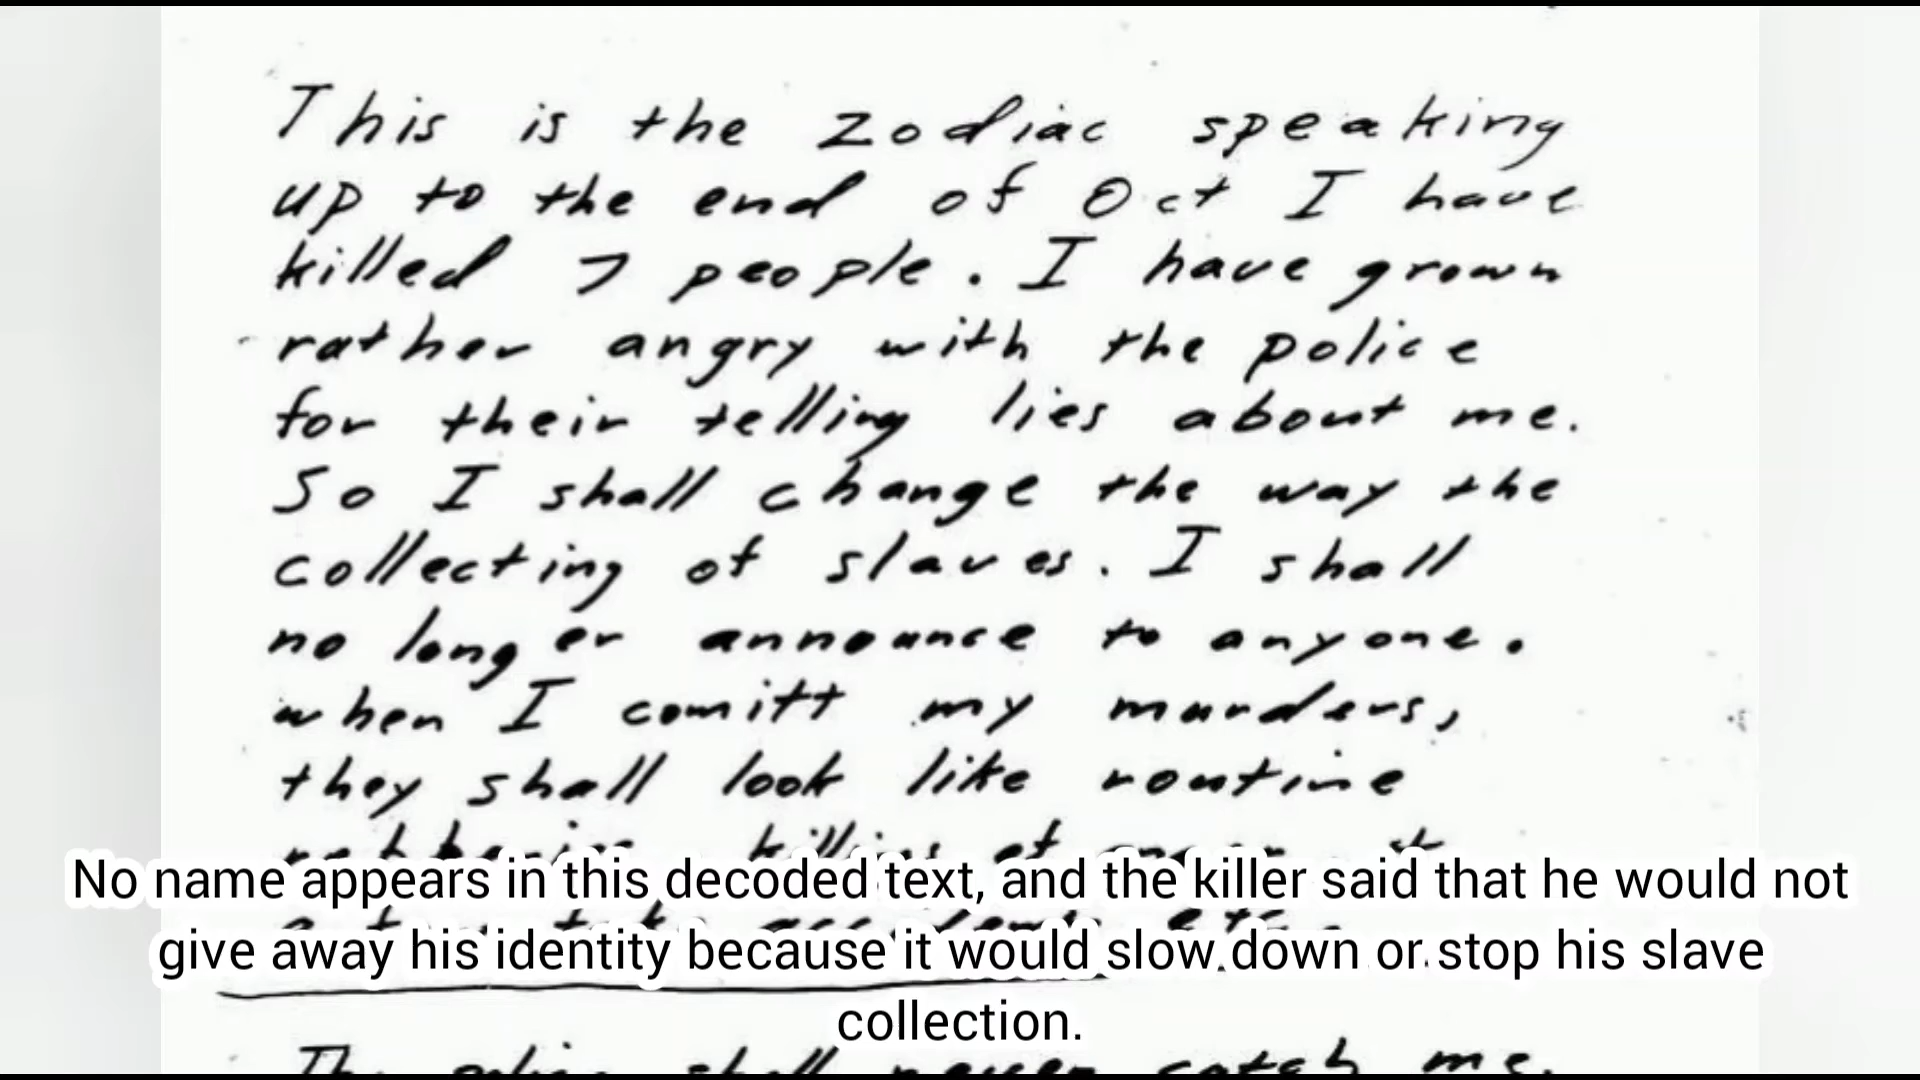 This is the Zodiac speaking
up to the end of Oct I have
killed 7 people. I have grown
rather angry with the police
for their telling lies about me.
So I shall change the way the
collecting of slaves. I shall
no longer announce to anyone.
when I comitt my murders,
they shall look like routine
No name appears in this decoded text, and the killer said that he would not
give away his identity because it would slow down or stop his slave
collection.
shall never catch me.